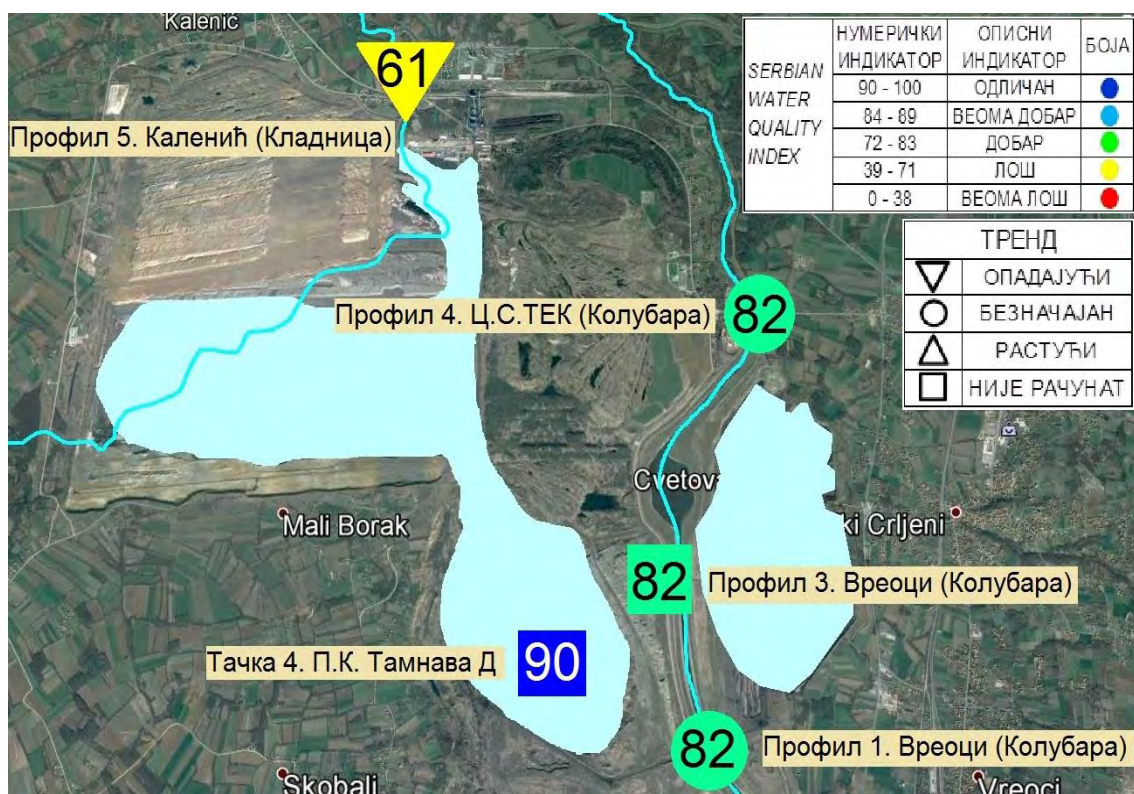 Kalenić
61
Профил 5. Каленић (Кладница)
SERBIAN
WATER
QUALITY
INDEX
НУМЕРИЧКИ ИНДИКАТОР
ОПИСНИ ИНДИКАТОР
БОЈА
90 - 100 ОДЛИЧАН
84 - 89 ВЕОМА ДОБАР
72 - 83 ДОБАР
39 - 71 ЛОШ
0 - 38 ВЕОМА ЛОШ
ТРЕНД
ОПАДАЈУЋИ
БЕЗНАЧАЈАН
РАСТУЋИ
НИЈЕ РАЧУНАТ
Профил 4. Ц.С.ТЕК (Колубара)
82
Cvetov
Mali Borak
ki Crljeni
82
Профил 3. Вреоци (Колубара)
Тачка 4. П.К. Тамнава Д
90
82
Профил 1. Вреоци (Колубара)
Skobalj
Vreoci